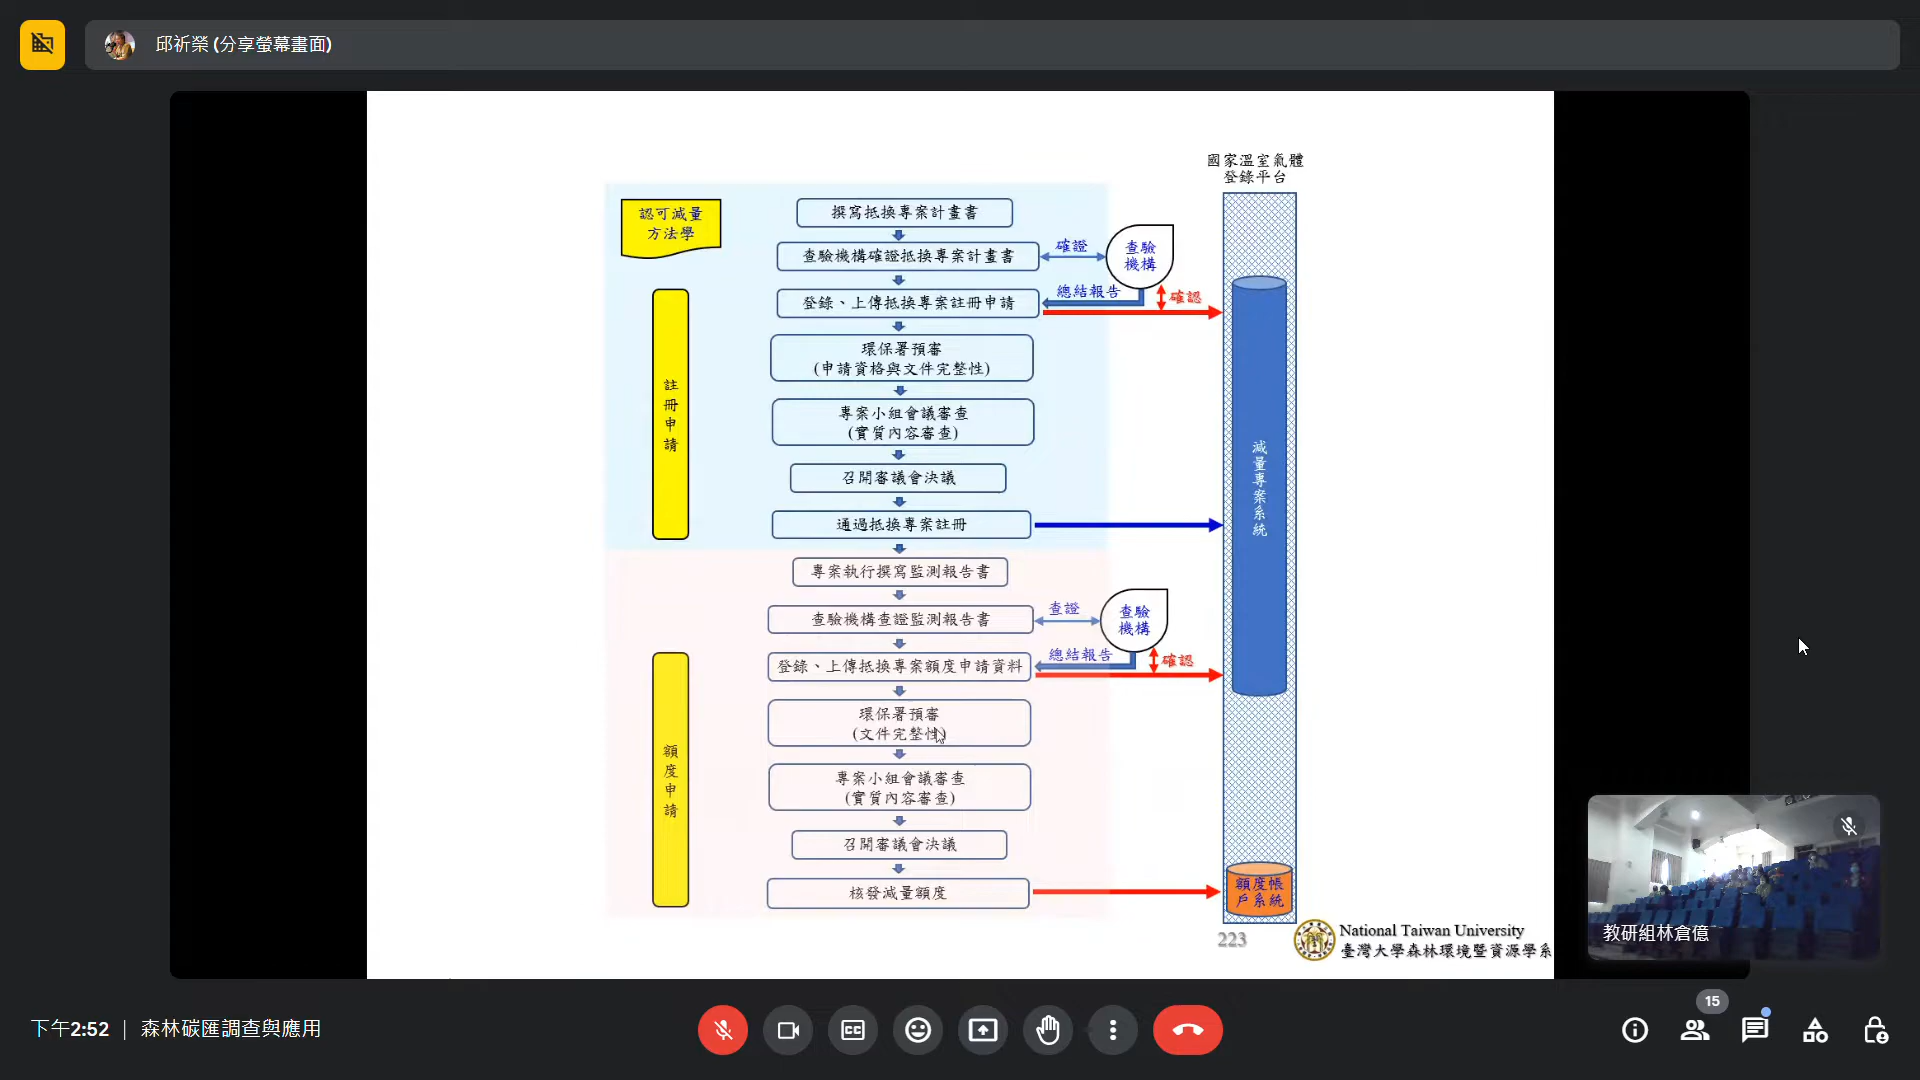 邱祈榮 (分享螢幕畫面)
國家溫室氣體
登錄平台
認可減量
方法學
撰寫抵換專案計畫書
查驗機構確證抵換專案計畫書
確證
查驗
機構
登錄、上傳抵換專案註冊申請
總結報告
確認
環保署預審
(申請資格與文件完整性)
專案小組會議審查
(實質內容審查)
召開審議會決議
通過抵換專案註冊
註冊申請
減量專案系統
專案執行撰寫監測報告書
查驗機構查證監測報告書
查證
查驗
機構
登錄、上傳抵換專案額度申請資料
總結報告
確認
環保署預審
(文件完整性)
專案小組會議審查
(實質內容審查)
召開審議會決議
核發減量額度
額度申請
額度帳
戶系統
223
National Taiwan University
臺灣大學森林環境暨資源學系
教研組林倉億
下午2:52 | 森林碳匯調查與應用
15